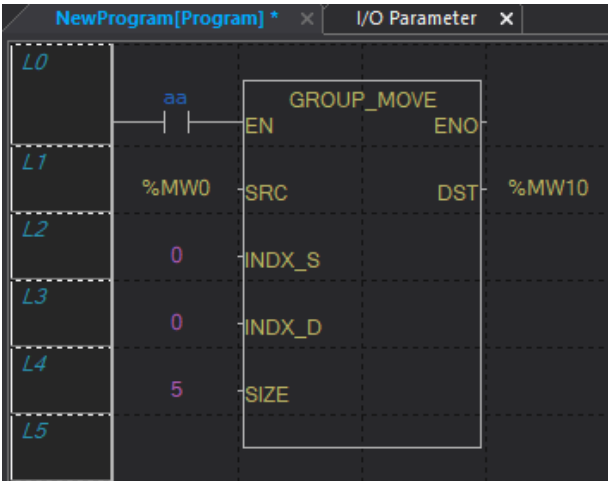 NewProgram[Program] * × I/O Parameter ×
L0
aa
GROUP_MOVE
EN ENO
L1
%MW0 SRC DST %MW10
L2
0 INDX_S
L3
0 INDX_D
L4
5 SIZE
L5